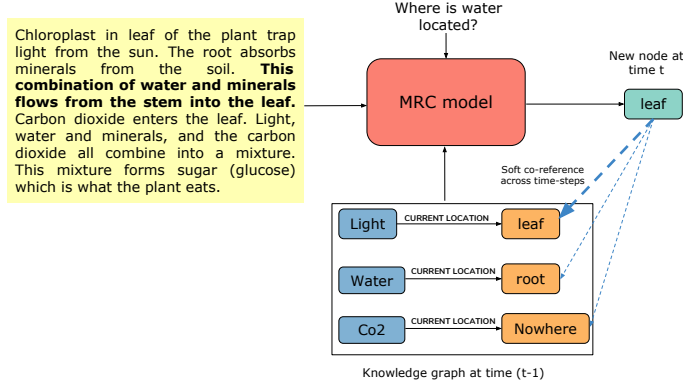 Where is water
located?
Chloroplast in leaf of the plant trap
light from the sun. The root absorbs
minerals from the soil. This
combination of water and minerals
flows from the stem into the leaf.
Carbon dioxide enters the leaf. Light,
water and minerals, and the carbon
dioxide all combine into a mixture.
This mixture forms sugar (glucose)
which is what the plant eats.
MRC model
New node at
time t
leaf
Soft co-reference
across time-steps
Light CURRENT LOCATION leaf
Water CURRENT LOCATION root
Co2 CURRENT LOCATION Nowhere
Knowledge graph at time (t-1)